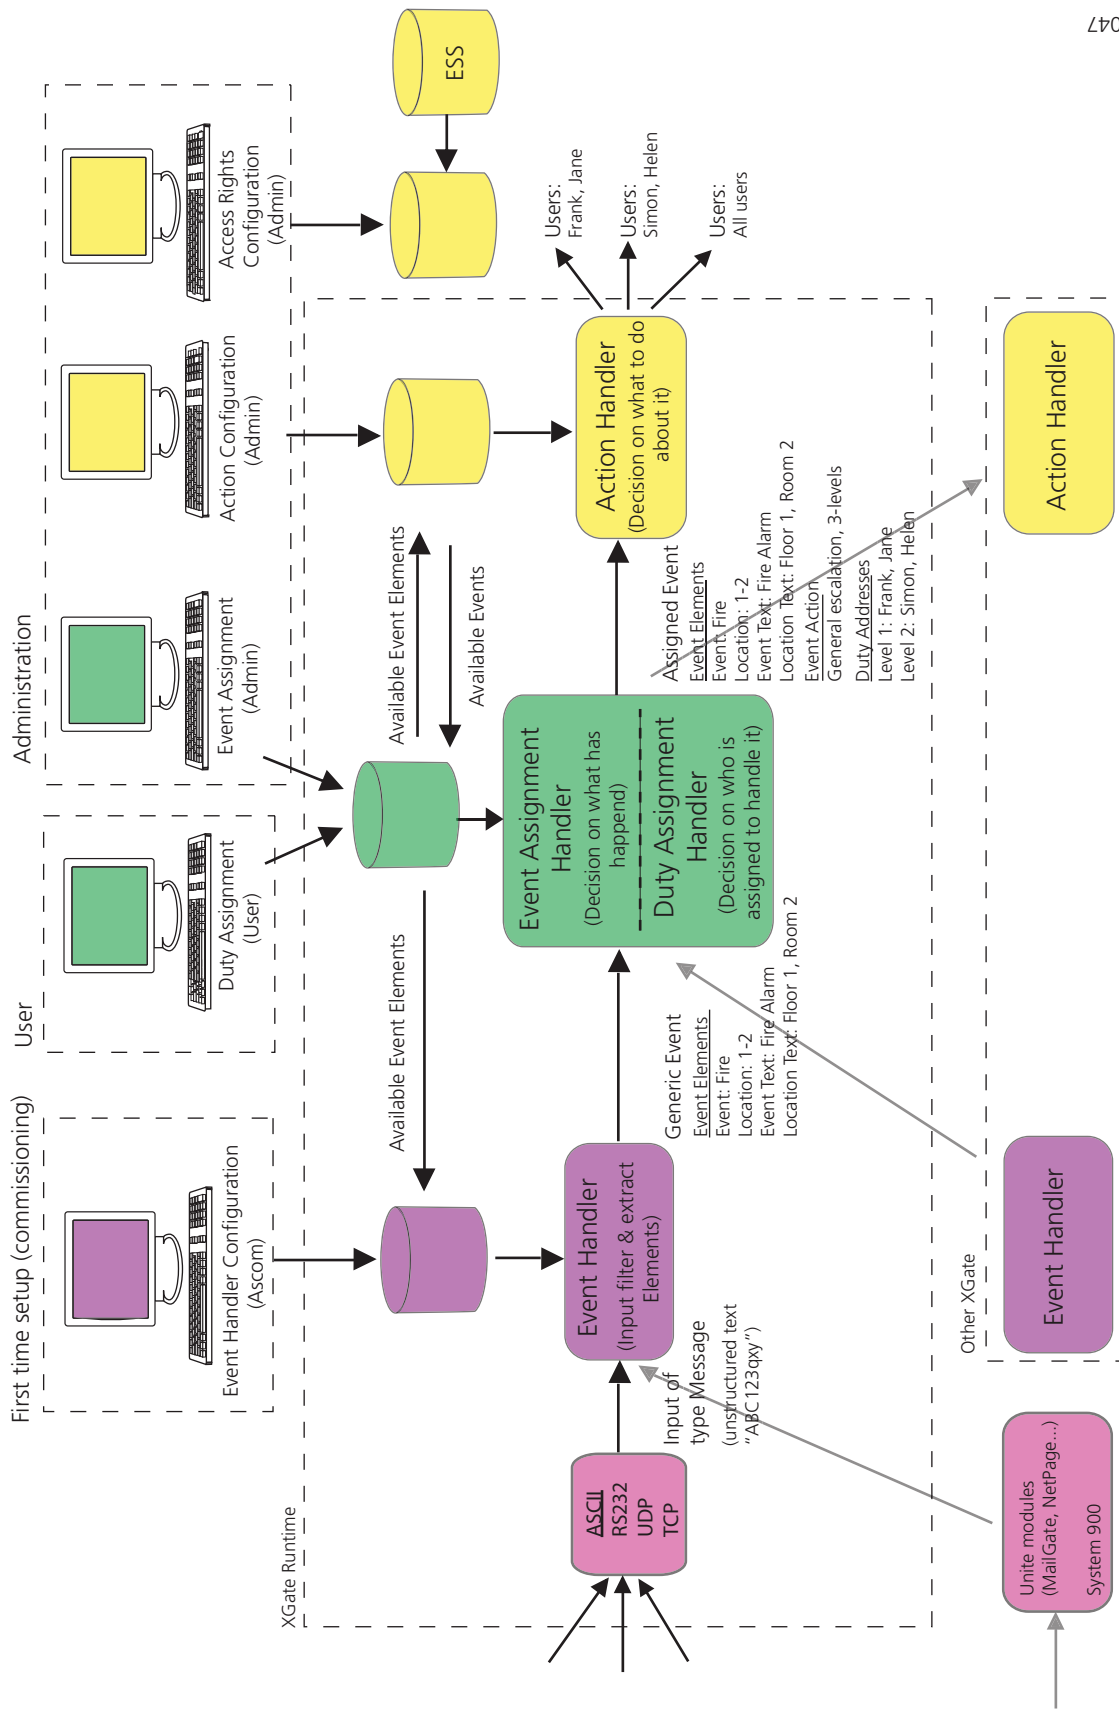 First time setup (commissioning)
User
Administration
Event Handler Configuration
(Ascom)
Duty Assignment
(User)
Event Assignment
(Admin)
Action Configuration
(Admin)
Access Rights
Configuration
(Admin)
XGate Runtime
Available Event Elements
Available Event Elements
Available Events
ESS
ASCII
RS232
UDP
TCP
Input of
type Message
(unstructured text
“ABC123qxy”)
Event Handler
(Input filter & extract
Elements)
Generic Event
Event Elements
Event: Fire
Location: 1-2
Event Text: Fire Alarm
Location Text: Floor 1, Room 2
Event Assignment
Handler
(Decision on what has
happend)
Duty Assignment
Handler
(Decision on who is
assigned to handle it)
Assigned Event
Event Elements
Event: Fire
Location: 1-2
Event Text: Fire Alarm
Location Text: Floor 1, Room 2
Event Action
General escalation, 3-levels
Duty Addresses
Level 1: Frank, Jane
Level 2: Simon, Helen
Action Handler
(Decision on what to do
about it)
Users:
Frank, Jane
Users:
Simon, Helen
Users:
All users
Unite modules
(MailGate, NetPage...)
System 900
Other XGate
Event Handler
Action Handler
047